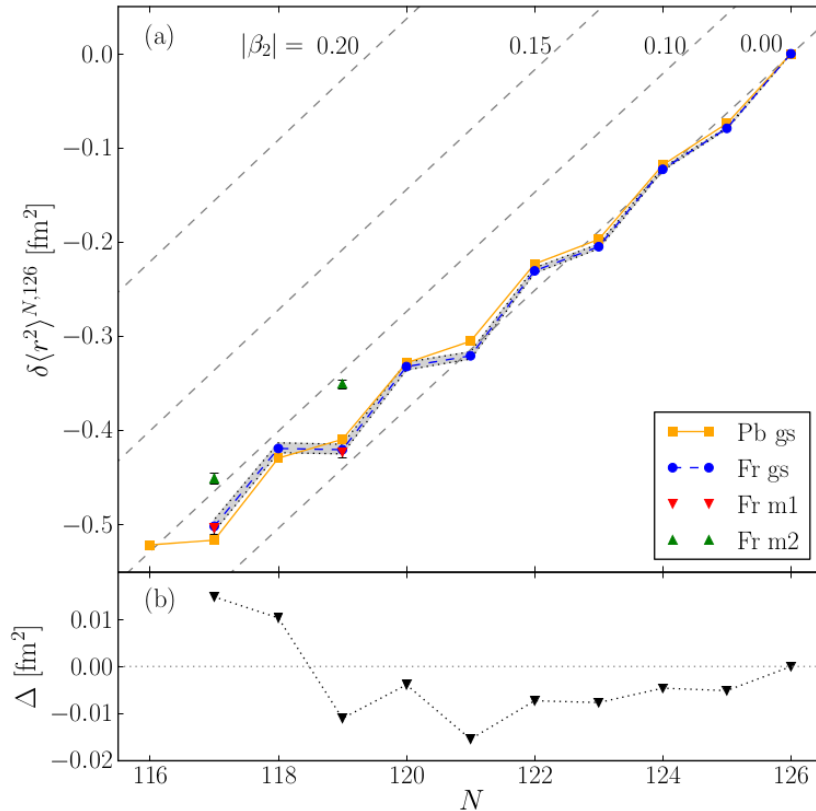 (a)
|β₂| = 0.20 0.15 0.10 0.00
0.0
−0.1
−0.2
−0.3
−0.4
−0.5
δ⟨r²⟩^{N,126} [fm²]
Pb gs
Fr gs
Fr m1
Fr m2
(b)
0.01
0.00
−0.01
−0.02
Δ [fm²]
116 118 120 122 124 126
N